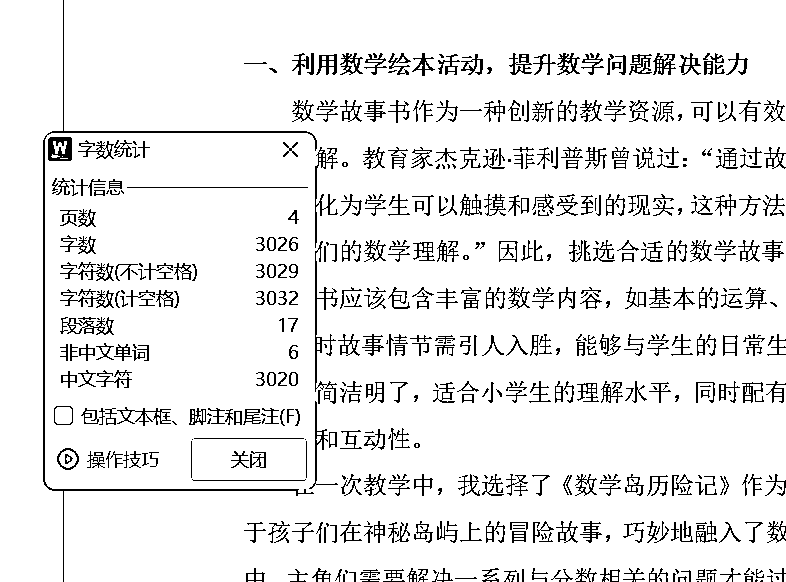 一、利用数学绘本活动，提升数学问题解决能力
数学故事书作为一种创新的教学资源，可以有效
解。教育家杰克逊·菲利普斯曾说过：“通过故
化为学生可以触摸和感受到的现实，这种方法
们的数学理解。”因此，挑选合适的数学故事
书应该包含丰富的数学内容，如基本的运算、
时故事情节需引人入胜，能够与学生的日常生
简洁明了，适合小学生的理解水平，同时配有
和互动性。
在一次教学中，我选择了《数学岛历险记》作为
于孩子们在神秘岛屿上的冒险故事，巧妙地融入了数
中，主角们需要解决一系列与分数相关的问题才能过
W 字数统计
统计信息
页数 4
字数 3026
字符数(不计空格) 3029
字符数(计空格) 3032
段落数 17
非中文单词 6
中文字符 3020
包括文本框、脚注和尾注(F)
操作技巧 关闭